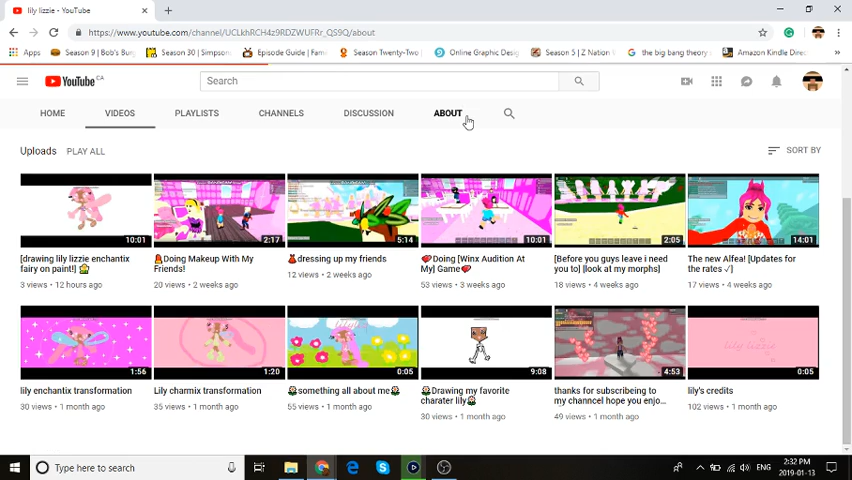 lily lizzie - YouTube
https://www.youtube.com/channel/UCLkhRCH4z9RDZWUFRr_QS9Q/about
Apps
Season 9 | Bob's Burg
Season 30 | Simpson
Episode Guide | Fam
Season Twenty-Two
Online Graphic Desig
Season 5 | Z Nation
the big bang theory
Amazon Kindle Direc
YouTube CA
Search
HOME VIDEOS PLAYLISTS CHANNELS DISCUSSION ABOUT
Uploads PLAY ALL SORT BY
10:01
2:17
5:14
10:01
2:05
14:01
[drawing lily lizzie enchantix
fairy on paint!]
3 views • 12 hours ago
Doing Makeup With My
Friends!
20 views • 2 weeks ago
dressing up my friends
12 views • 2 weeks ago
Doing [Winx Audition At
My] Game
53 views • 3 weeks ago
[Before you guys leave i need
you to] |look at my morphs|
18 views • 4 weeks ago
The new Alfea! [Updates for
the rates ✓]
17 views • 4 weeks ago
1:56
1:20
0:05
9:08
4:53
0:05
lily enchantix transformation
30 views • 1 month ago
Lily charmix transformation
35 views • 1 month ago
something all about me
55 views • 1 month ago
Drawing my favorite
charater lily
30 views • 1 month ago
thanks for subscribeing to
my channcel hope you enjo...
49 views • 1 month ago
lily's credits
102 views • 1 month ago
Type here to search
ENG
2:32 PM
2019-01-13